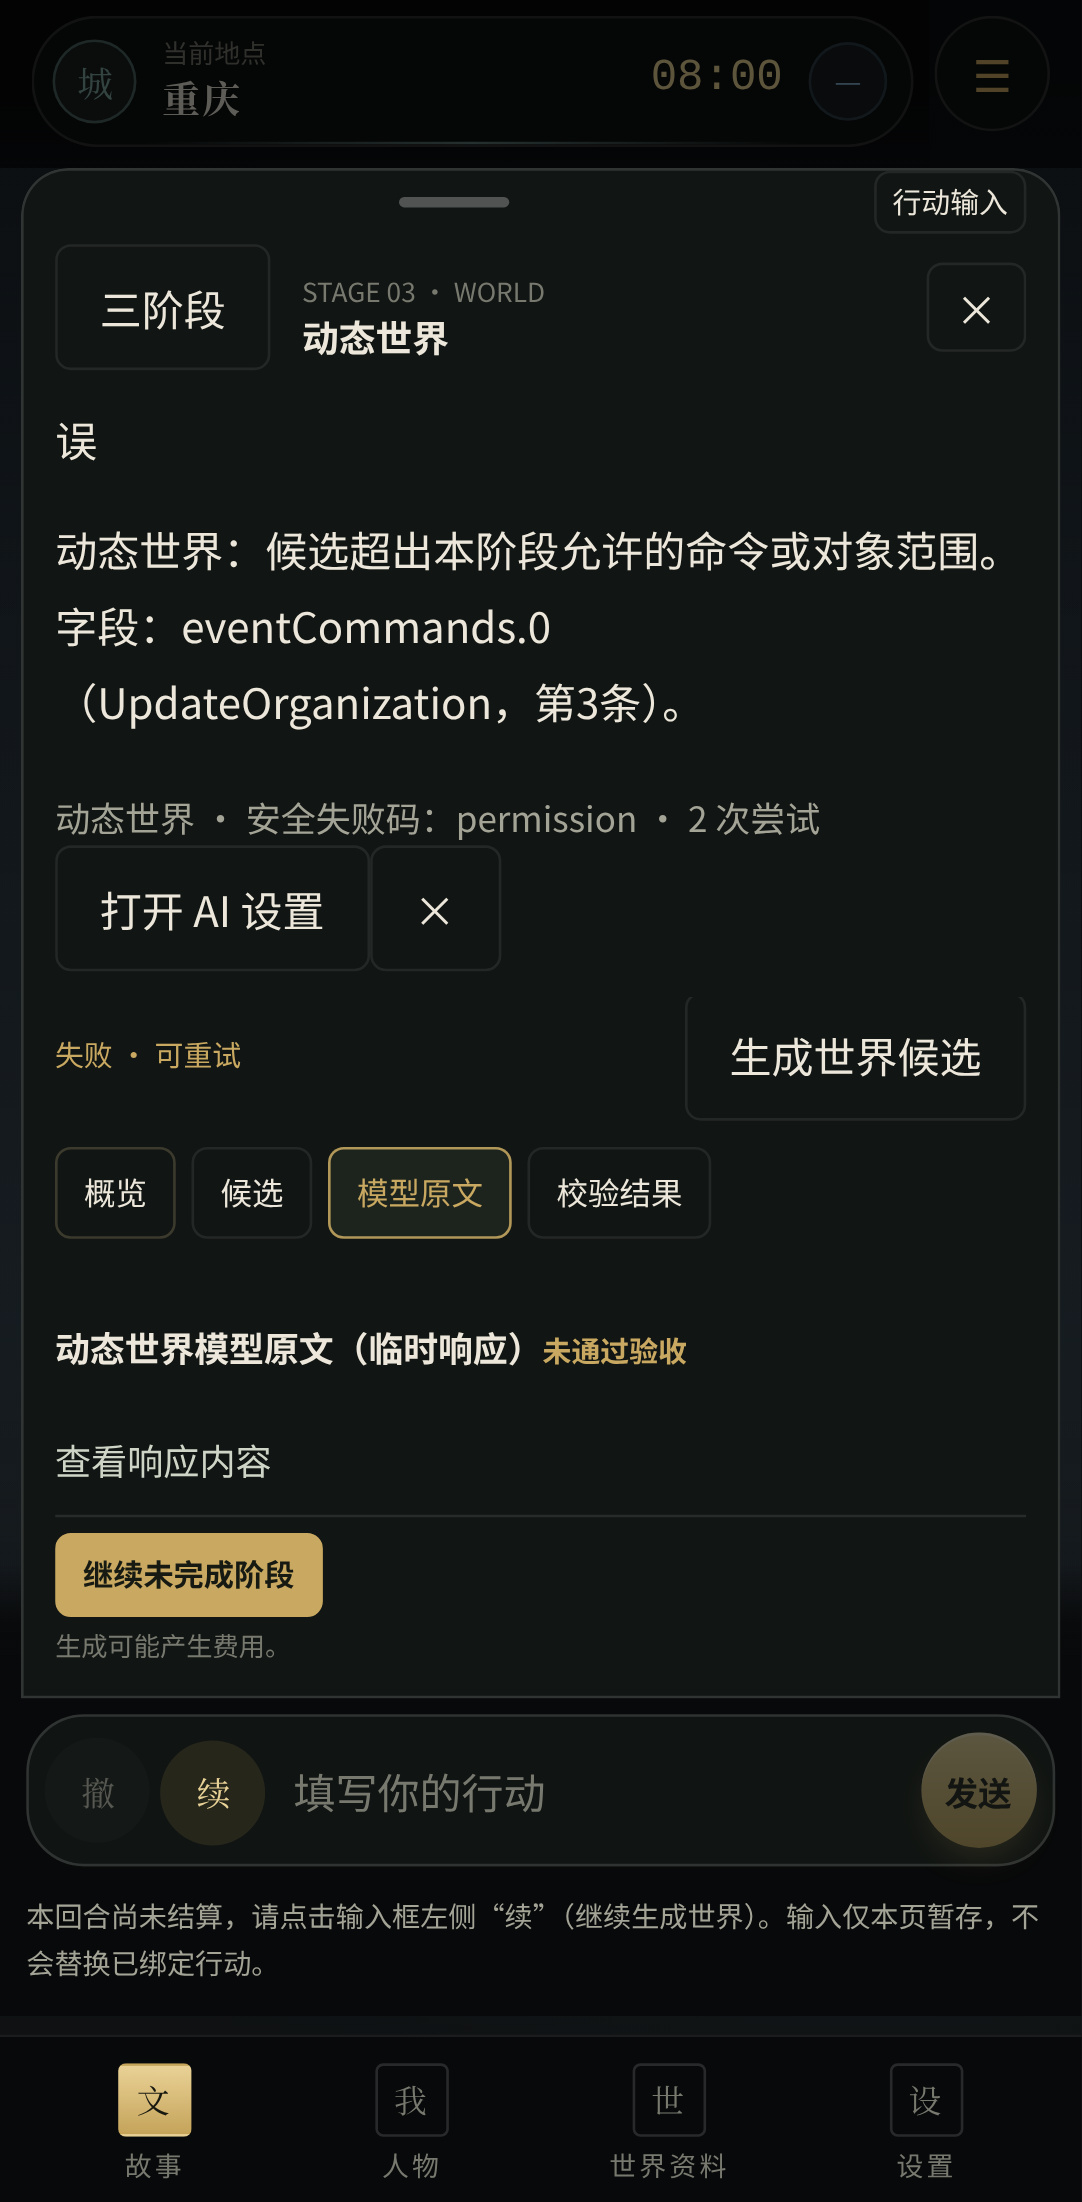 城
当前地点
重庆
08:00
—
☰
行动输入
三阶段
STAGE 03 · WORLD
动态世界
×
误
动态世界：候选超出本阶段允许的命令或对象范围。
字段：eventCommands.0
（UpdateOrganization，第3条）。
动态世界 · 安全失败码：permission · 2 次尝试
打开 AI 设置
×
失败 · 可重试
生成世界候选
概览
候选
模型原文
校验结果
动态世界模型原文（临时响应）未通过验收
查看响应内容
继续未完成阶段
生成可能产生费用。
撤
续
填写你的行动
发送
本回合尚未结算，请点击输入框左侧“续”（继续生成世界）。输入仅本页暂存，不
会替换已绑定行动。
文
我
世
设
故事
人物
世界资料
设置